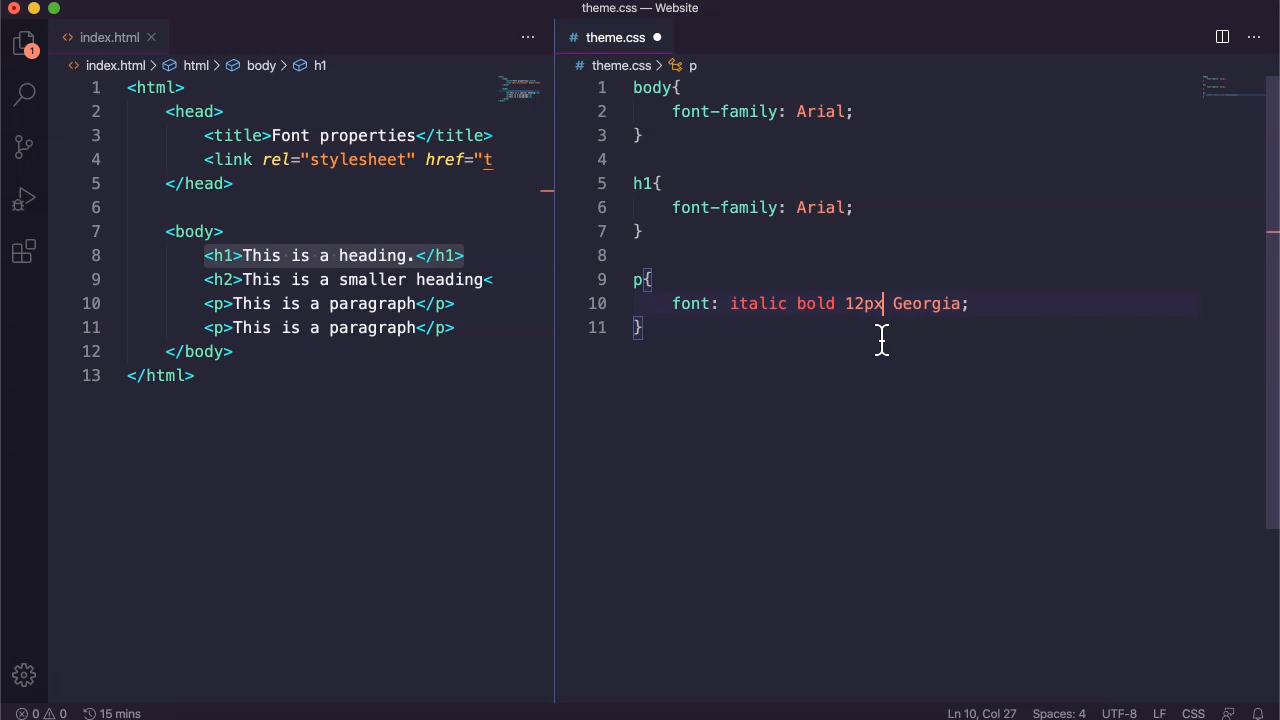 theme.css — Website
index.html
theme.css
index.html > html > body > h1
theme.css > p
1 <html>
2 <head>
3 <title>Font properties</title>
4 <link rel="stylesheet" href="t
5 </head>
6
7 <body>
8 <h1>This is a heading.</h1>
9 <h2>This is a smaller heading<
10 <p>This is a paragraph</p>
11 <p>This is a paragraph</p>
12 </body>
13 </html>
1 body{
2 font-family: Arial;
3 }
4
5 h1{
6 font-family: Arial;
7 }
8
9 p{
10 font: italic bold 12px Georgia;
11 }
1
0 0 15 mins
Ln 10, Col 27 Spaces: 4 UTF-8 LF CSS